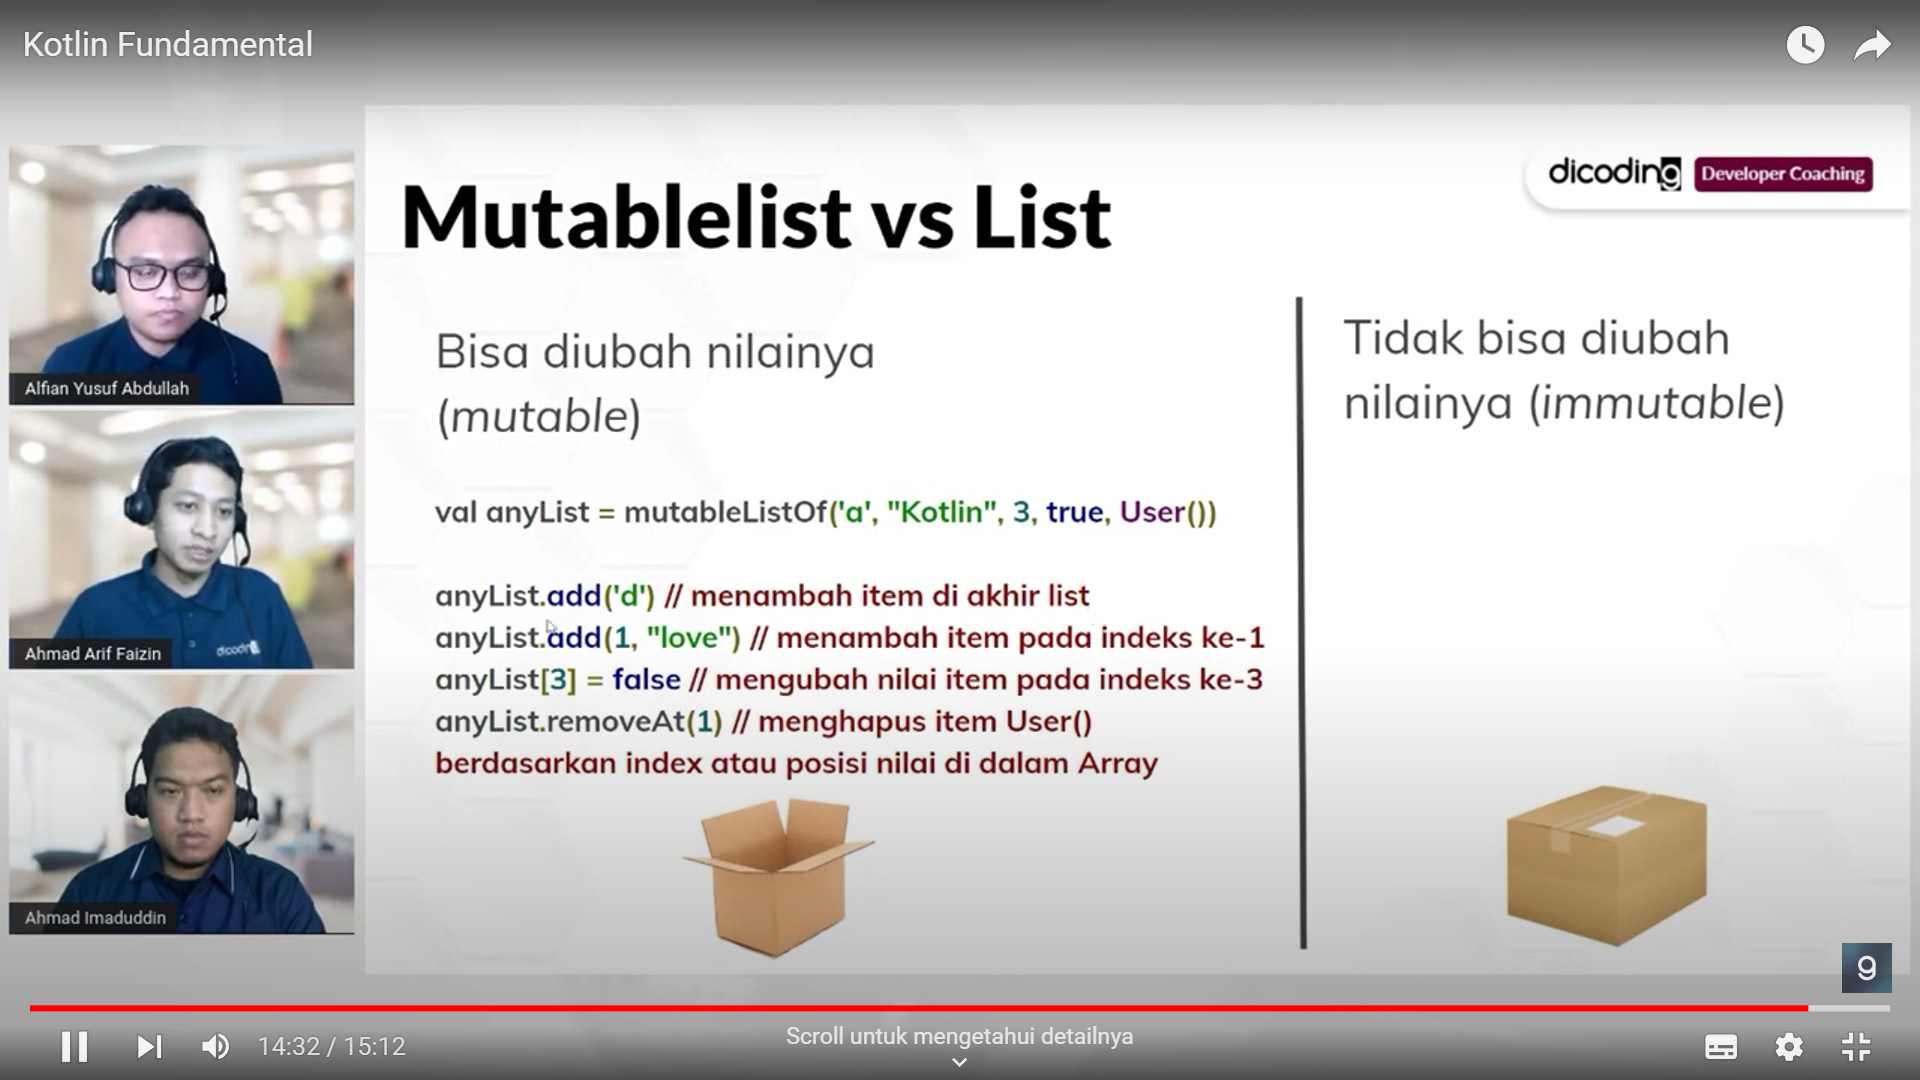 Kotlin Fundamental
dicoding Developer Coaching
Mutablelist vs List
Bisa diubah nilainya
(mutable)
val anyList = mutableListOf('a', "Kotlin", 3, true, User())
anyList.add('d') // menambah item di akhir list
anyList.add(1, "love") // menambah item pada indeks ke-1
anyList[3] = false // mengubah nilai item pada indeks ke-3
anyList.removeAt(1) // menghapus item User()
berdasarkan index atau posisi nilai di dalam Array
Tidak bisa diubah
nilainya (immutable)
Alfian Yusuf Abdullah
dicoding
Ahmad Arif Faizin
Ahmad Imaduddin
9
14:32 / 15:12
Scroll untuk mengetahui detailnya